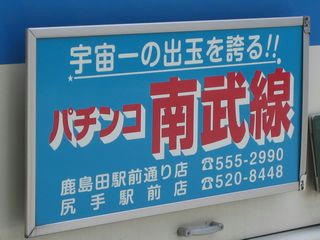 宇宙一の出玉を誇る!!
パチンコ 南武線
鹿島田駅前通り店 ☎555-2990
尻手駅前店 ☎520-8448